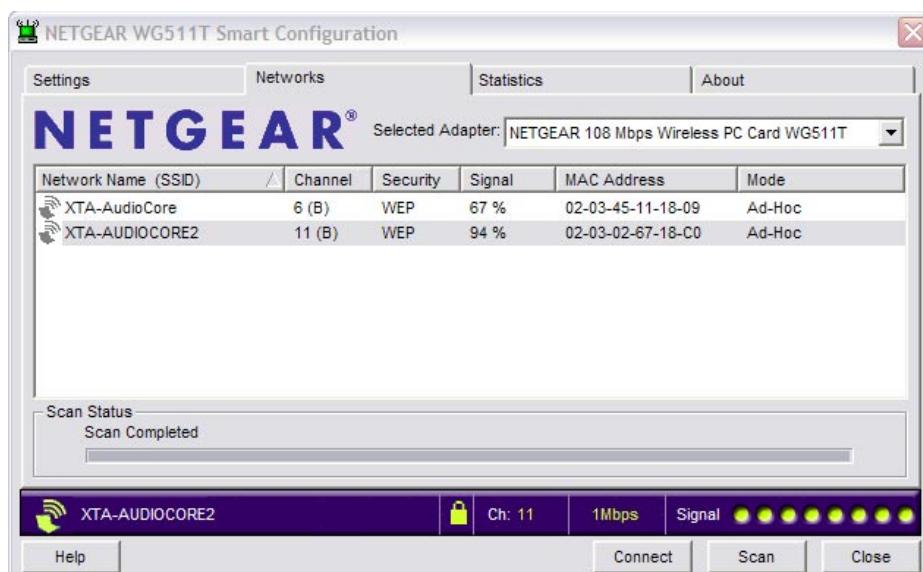 NETGEAR WG511T Smart Configuration
Settings Networks Statistics About
NETGEAR® Selected Adapter: NETGEAR 108 Mbps Wireless PC Card WG511T
Network Name (SSID) Channel Security Signal MAC Address Mode
XTA-AudioCore 6 (B) WEP 67 % 02-03-45-11-18-09 Ad-Hoc
XTA-AUDIOCORE2 11 (B) WEP 94 % 02-03-02-67-18-C0 Ad-Hoc
Scan Status
Scan Completed
XTA-AUDIOCORE2 Ch: 11 1Mbps Signal
Help Connect Scan Close